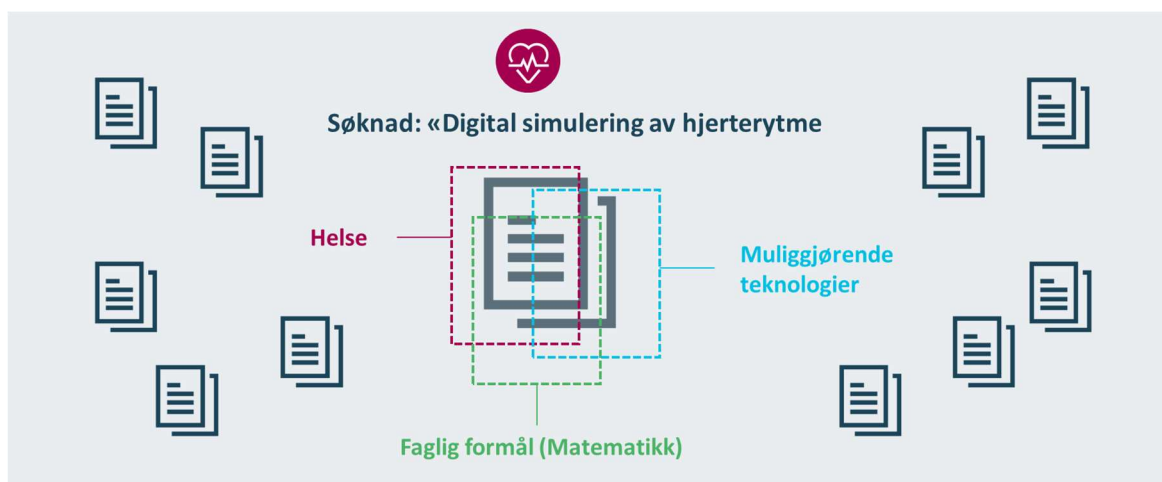 Søknad: «Digital simulering av hjerterytme
Helse
Muliggjørende
teknologier
Faglig formål (Matematikk)